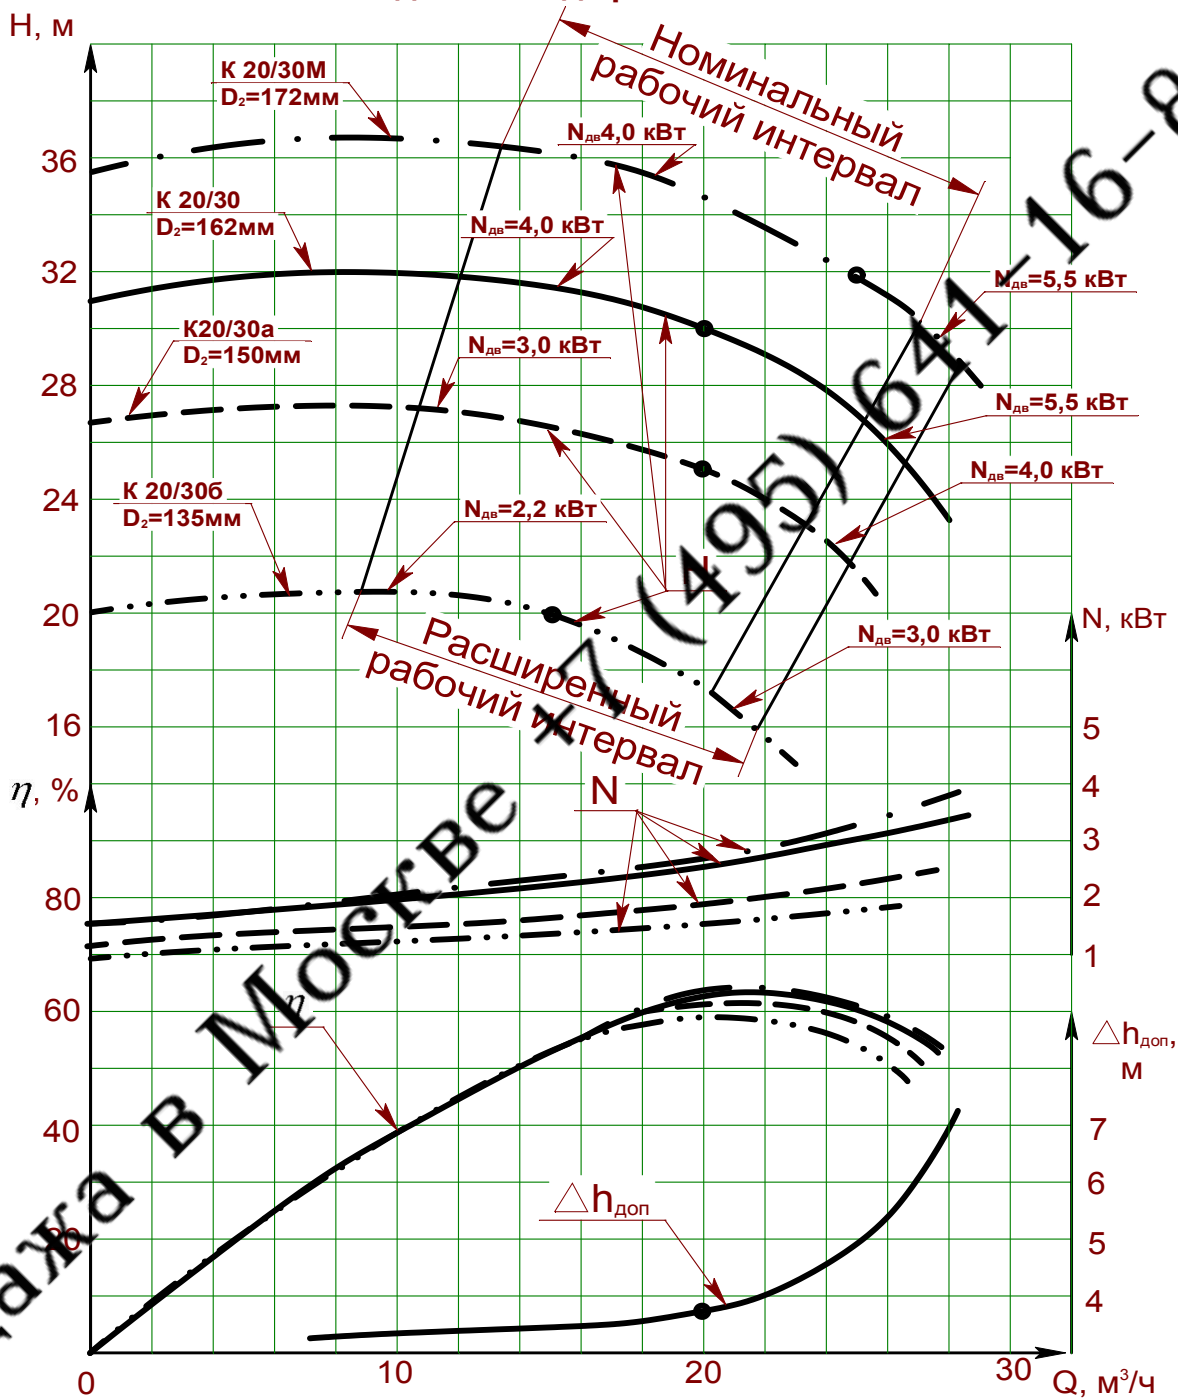 H, м
К 20/30М
D₂=172мм
Номинальный
рабочий интервал
Nдв4,0 кВт
36
К 20/30
D₂=162мм
Nдв=4,0 кВт
32
Nдв=5,5 кВт
К20/30а
D₂=150мм
Nдв=3,0 кВт
28
Nдв=5,5 кВт
24
К 20/30б
D₂=135мм
Nдв=2,2 кВт
Nдв=4,0 кВт
20
N, кВт
Nдв=3,0 кВт
Расширенный
рабочий интервал
16
5
η, %
N
4
3
80
2
1
60
η
△hдоп,
м
40
7
6
△hдоп
5
4
0
10
20
30
Q, м³/ч
в Москве +7 (495) 641-16-8